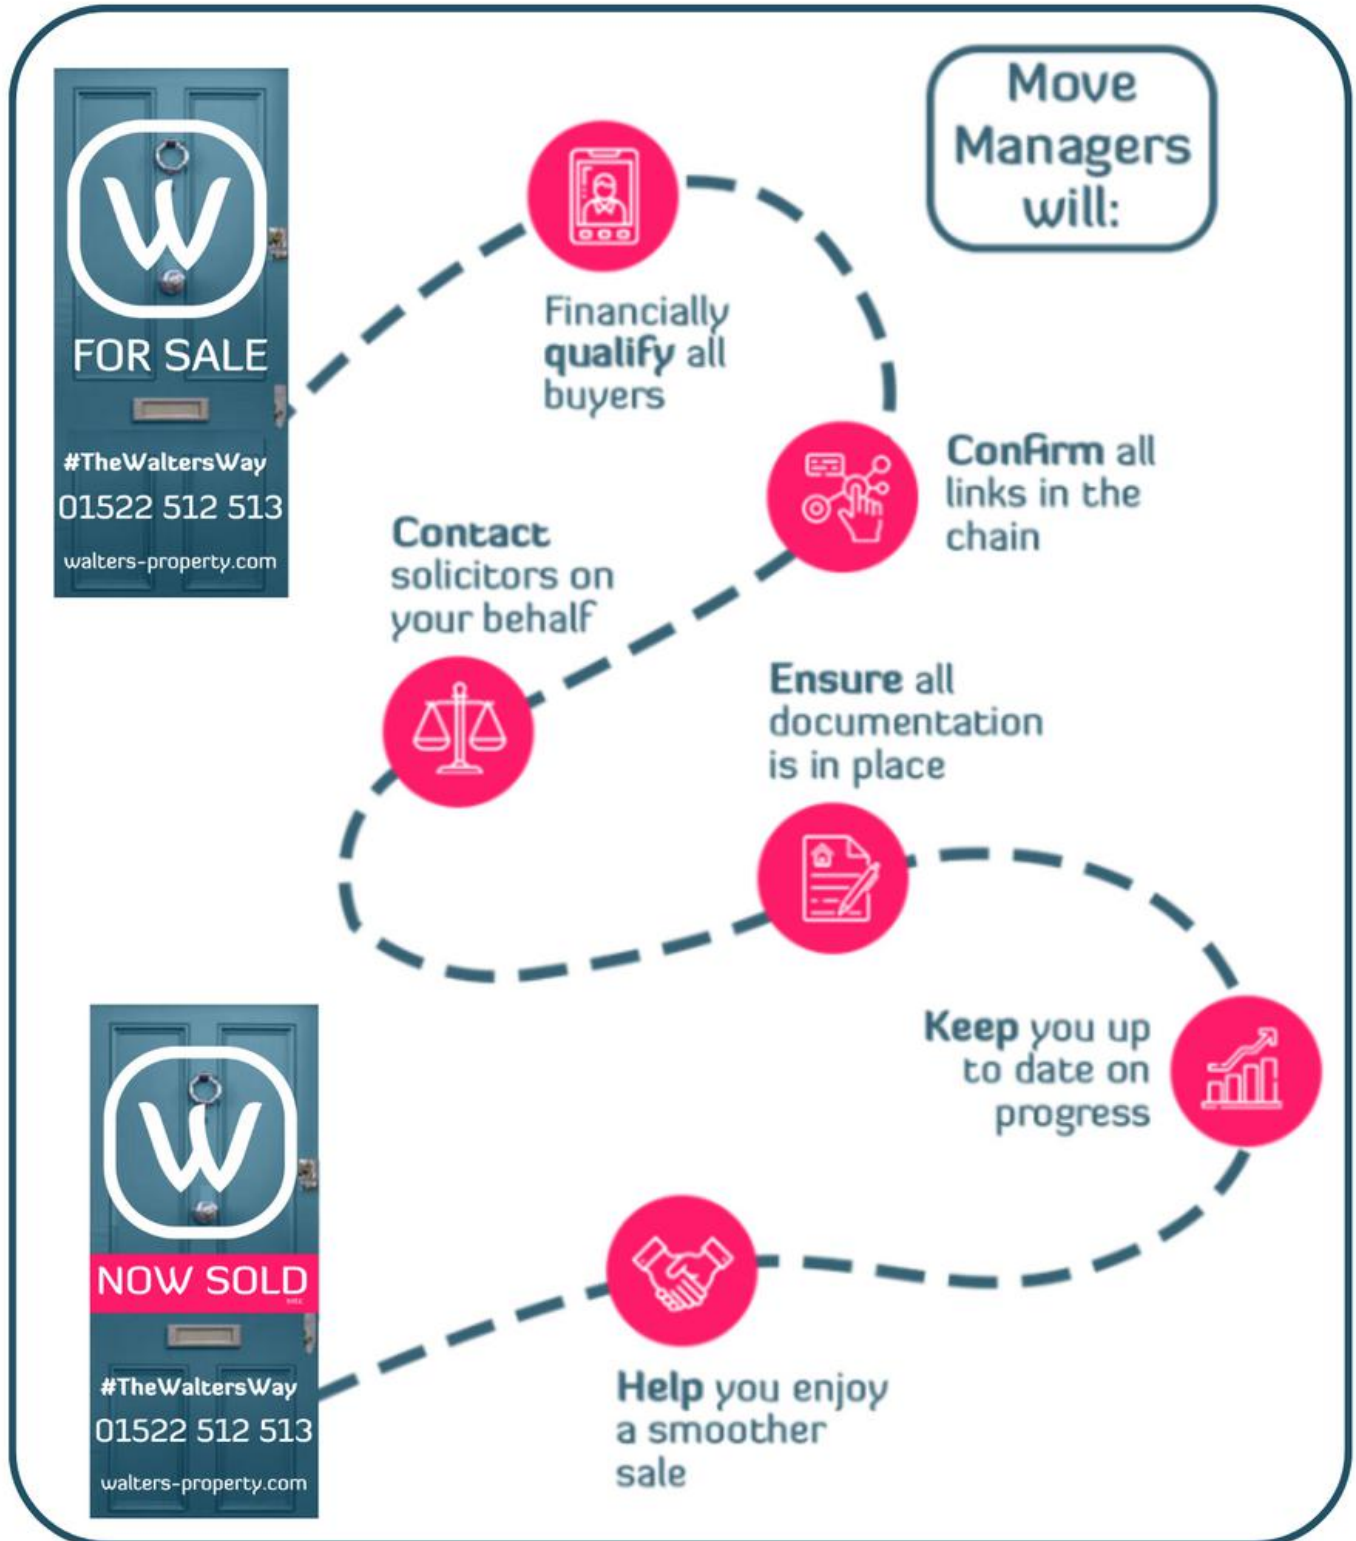 Move
Managers
will:
W
FOR SALE
#TheWaltersWay
01522 512 513
walters-property.com
Financially
qualify all
buyers
Confirm all
links in the
chain
Contact
solicitors on
your behalf
Ensure all
documentation
is in place
Keep you up
to date on
progress
Help you enjoy
a smoother
sale
W
NOW SOLD
#TheWaltersWay
01522 512 513
walters-property.com